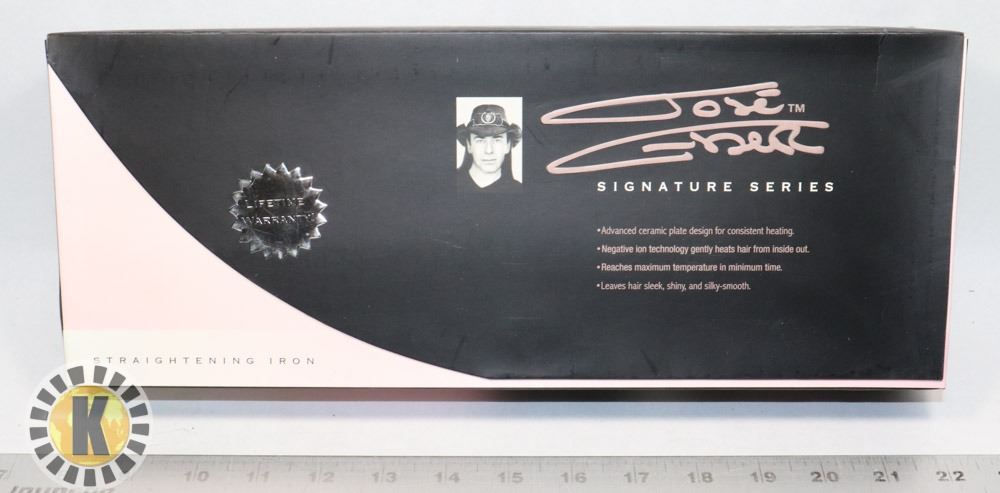 José™
Eber
SIGNATURE SERIES
LIFETIME
WARRANTY
•Advanced ceramic plate design for consistent heating.
•Negative ion technology gently heats hair from inside out.
•Reaches maximum temperature in minimum time.
•Leaves hair sleek, shiny, and silky-smooth.
STRAIGHTENING IRON
K
10 11 12 13 14 15 16 17 18 19 20 21 22